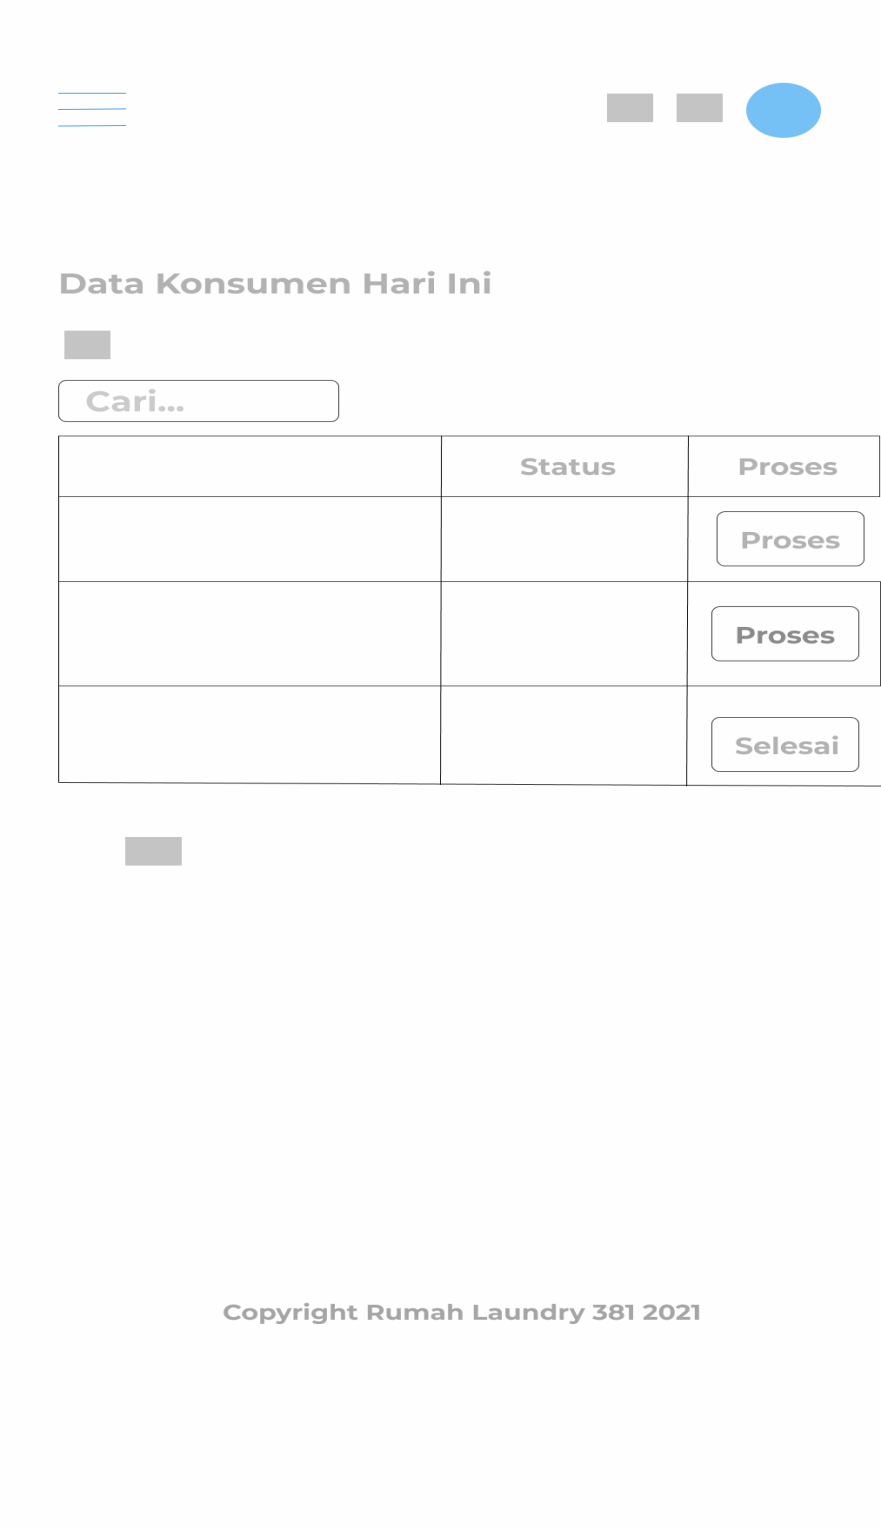 Data Konsumen Hari Ini
Cari...
Status Proses
Proses
Proses
Selesai
Copyright Rumah Laundry 381 2021